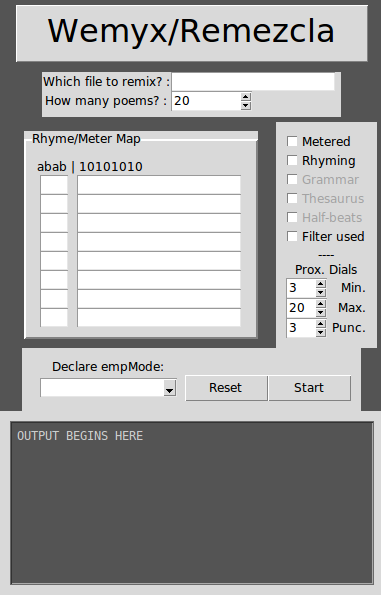 Wemyx/Remezcla
Which file to remix? :
How many poems? : 20
Rhyme/Meter Map
abab | 10101010
Metered
Rhyming
Grammar
Thesaurus
Half-beats
Filter used
----
Prox. Dials
3 Min.
20 Max.
3 Punc.
Declare empMode:
Reset Start
OUTPUT BEGINS HERE